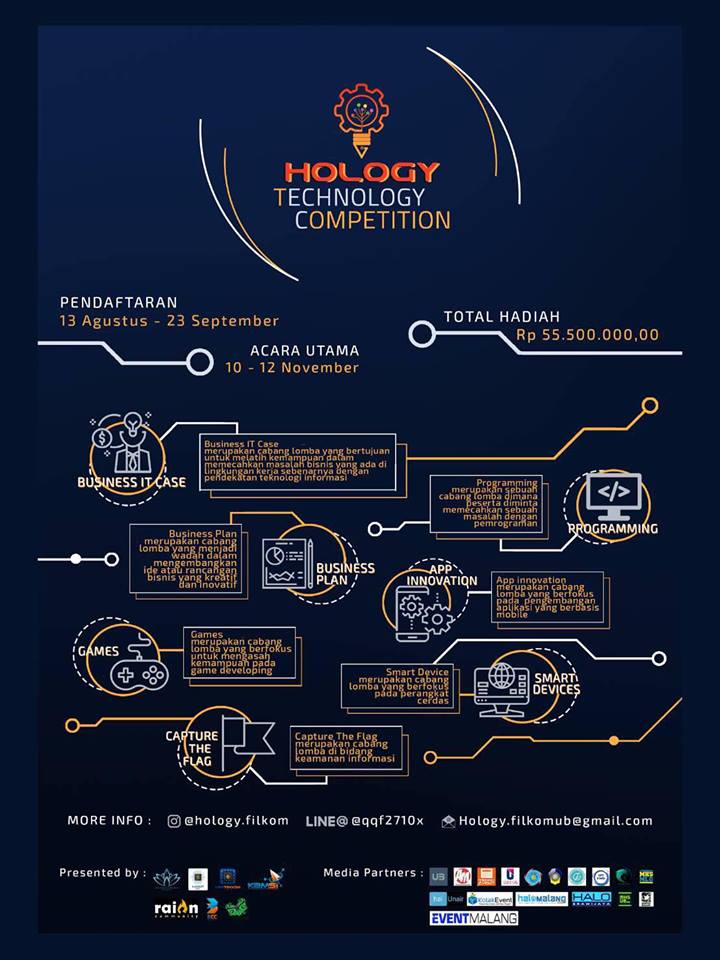 HOLOGY
TECHNOLOGY
COMPETITION
PENDAFTARAN
13 Agustus - 23 September
TOTAL HADIAH
Rp 55.500.000,00
ACARA UTAMA
10 - 12 November
BUSINESS IT CASE
Business IT Case
merupakan cabang lomba yang bertujuan
untuk melatih kemampuan dalam
memecahkan masalah bisnis yang ada di
lingkungan kerja sebenarnya dengan
pendekatan teknologi informasi
Programming
merupakan sebuah
cabang lomba dimana
peserta diminta
memecahkan sebuah
masalah dengan
pemrograman
</>
PROGRAMMING
Business Plan
merupakan cabang
lomba yang menjadi
wadah dalam
mengembangkan
ide atau rancangan
bisnis yang kreatif
dan inovatif
BUSINESS
PLAN
APP
INNOVATION
App innovation
merupakan cabang
lomba yang berfokus
pada pengembangan
aplikasi yang berbasis
mobile
GAMES
Games
merupakan cabang
lomba yang berfokus
untuk mengasah
kemampuan pada
game developing
Smart Device
merupakan cabang
lomba yang berfokus
pada perangkat
cerdas
SMART
DEVICES
CAPTURE
THE
FLAG
Capture The Flag
merupakan cabang
lomba di bidang
keamanan informasi
MORE INFO : @hology.filkom LINE@ @qqf2710x Hology.filkomub@gmail.com
Presented by :
KBMSI
raion
community
BCC
Media Partners :
UB
hai Unair
KotakEvent
haloMALANG
HALO
BRAWIJAYA
EVENTMALANG